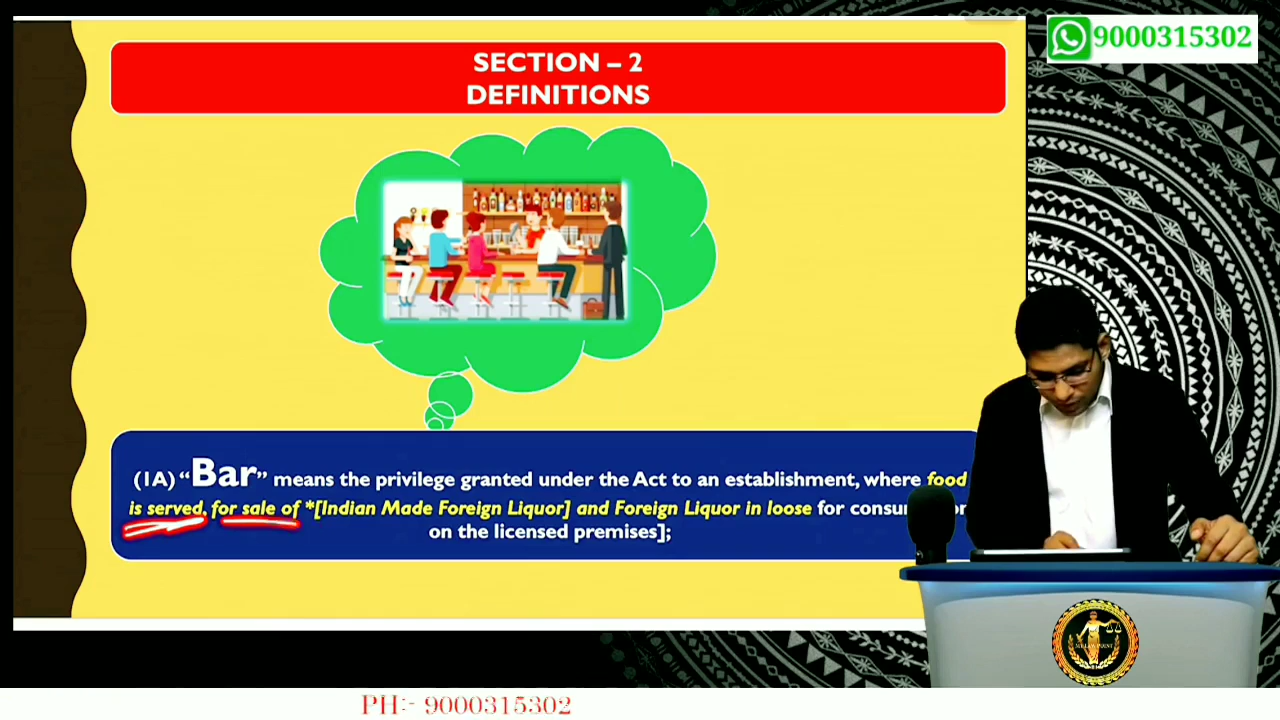 9000315302
SECTION – 2
DEFINITIONS
(1A) “Bar” means the privilege granted under the Act to an establishment, where food
is served, for sale of *[Indian Made Foreign Liquor] and Foreign Liquor in loose for
on the licensed premises];
PH:- 9000315302